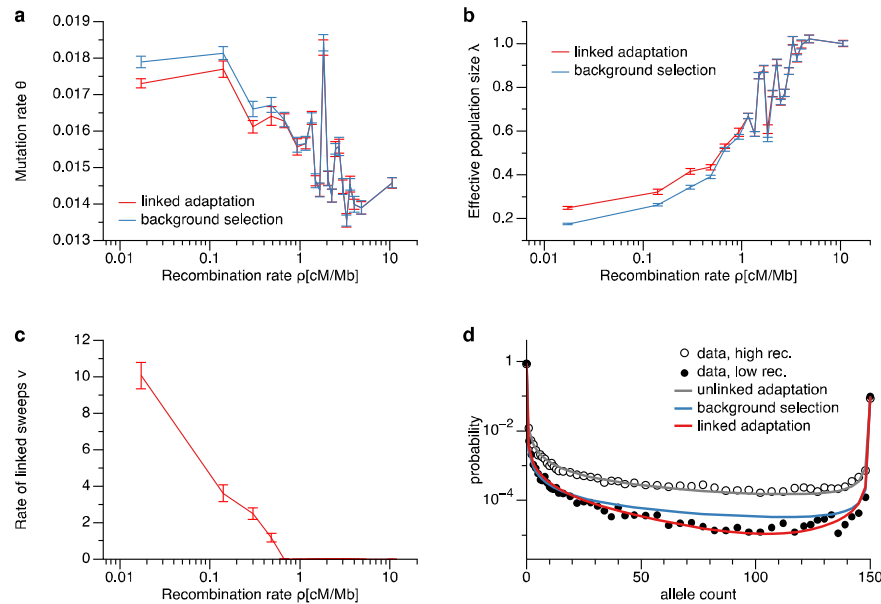 a
Mutation rate θ
0.019
0.018
0.017
0.016
0.015
0.014
0.013
linked adaptation
background selection
0.01 0.1 1 10
Recombination rate ρ[cM/Mb]
b
Effective population size λ
1.0
0.8
0.6
0.4
0.2
linked adaptation
background selection
0.01 0.1 1 10
Recombination rate ρ[cM/Mb]
c
Rate of linked sweeps ν
12
10
8
6
4
2
0
0.01 0.1 1 10
Recombination rate ρ[cM/Mb]
d
probability
1
10⁻²
10⁻⁴
data, high rec.
data, low rec.
unlinked adaptation
background selection
linked adaptation
0 50 100 150
allele count